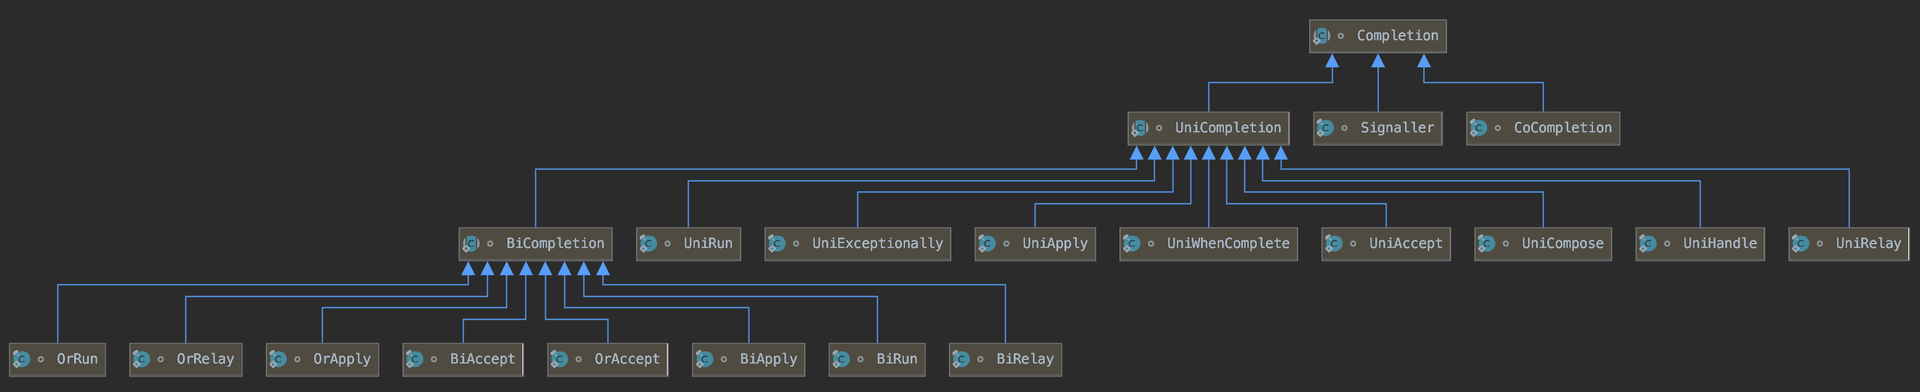 Completion
UniCompletion Signaller CoCompletion
BiCompletion UniRun UniExceptionally UniApply UniWhenComplete UniAccept UniCompose UniHandle UniRelay
OrRun OrRelay OrApply BiAccept OrAccept BiApply BiRun BiRelay